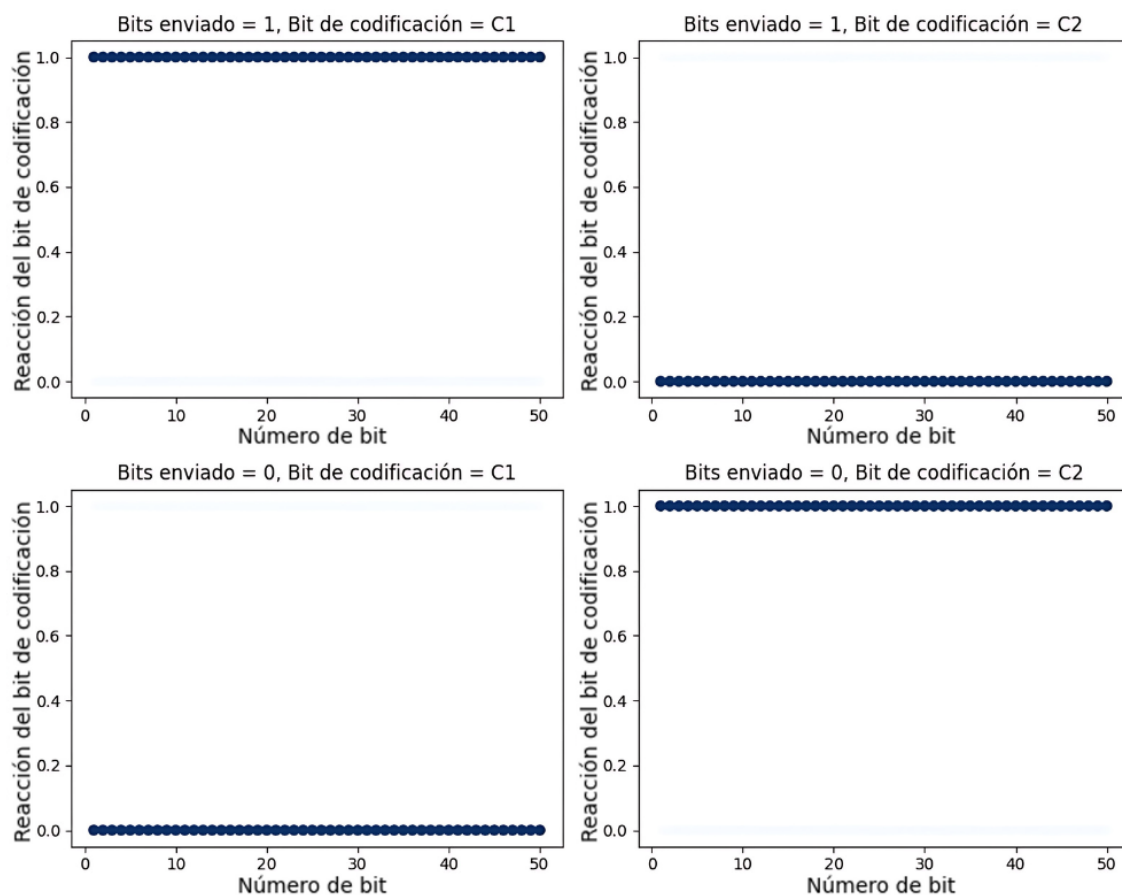 Bits enviado = 1, Bit de codificación = C1
Reacción del bit de codificación
1.0
0.8
0.6
0.4
0.2
0.0
0 10 20 30 40 50
Número de bit
Bits enviado = 1, Bit de codificación = C2
Reacción del bit de codificación
1.0
0.8
0.6
0.4
0.2
0.0
0 10 20 30 40 50
Número de bit
Bits enviado = 0, Bit de codificación = C1
Reacción del bit de codificación
1.0
0.8
0.6
0.4
0.2
0.0
0 10 20 30 40 50
Número de bit
Bits enviado = 0, Bit de codificación = C2
Reacción del bit de codificación
1.0
0.8
0.6
0.4
0.2
0.0
0 10 20 30 40 50
Número de bit